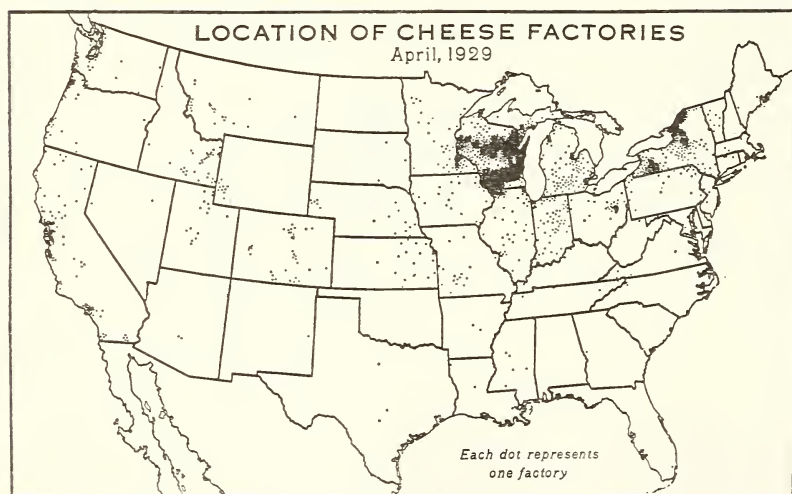 LOCATION OF CHEESE FACTORIES
April, 1929
Each dot represents
one factory